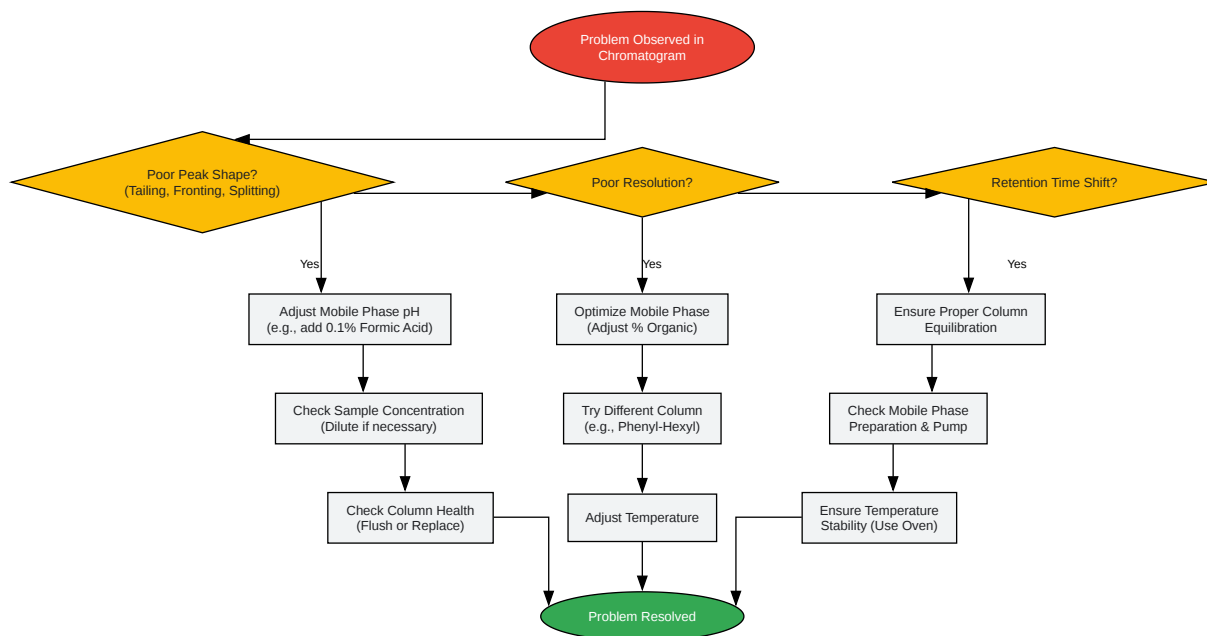 Problem Observed in
Chromatogram
Poor Peak Shape?
(Tailing, Fronting, Splitting)
Poor Resolution?
Retention Time Shift?
Yes
Yes
Yes
Adjust Mobile Phase pH
(e.g., add 0.1% Formic Acid)
Optimize Mobile Phase
(Adjust % Organic)
Ensure Proper Column
Equilibration
Check Sample Concentration
(Dilute if necessary)
Try Different Column
(e.g., Phenyl-Hexyl)
Check Mobile Phase
Preparation & Pump
Check Column Health
(Flush or Replace)
Adjust Temperature
Ensure Temperature
Stability (Use Oven)
Problem Resolved